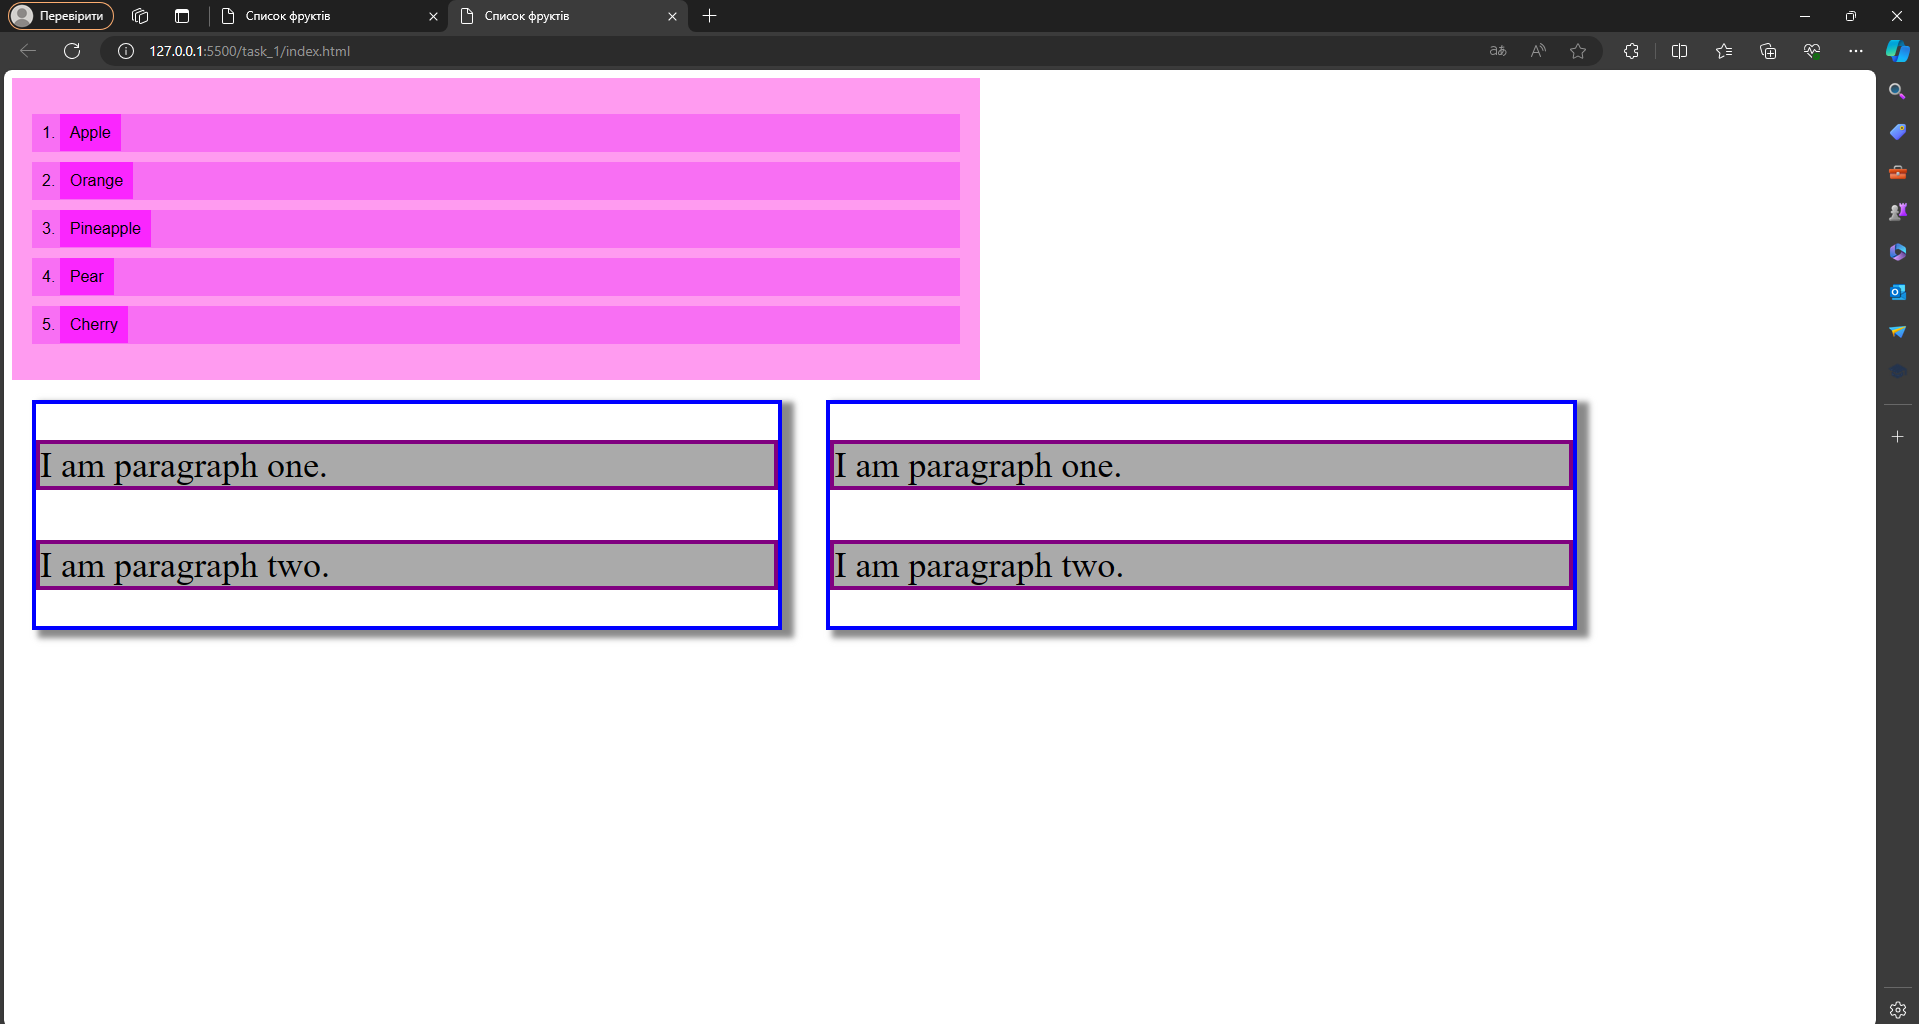 Перевірити
Список фруктів
Список фруктів
127.0.0.1:5500/task_1/index.html
1. Apple
2. Orange
3. Pineapple
4. Pear
5. Cherry
I am paragraph one.
I am paragraph two.
I am paragraph one.
I am paragraph two.